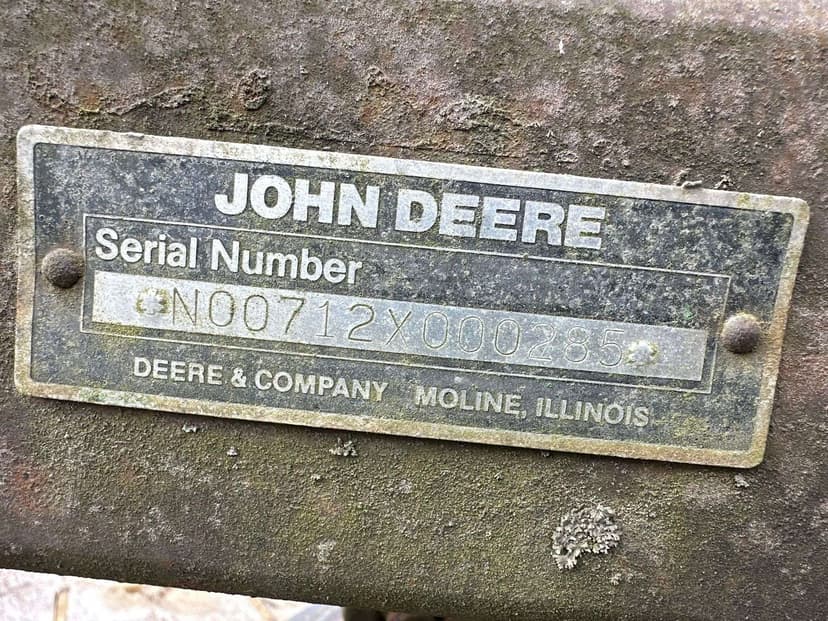 JOHN DEERE
Serial Number
*N00712X000285*
DEERE & COMPANY MOLINE, ILLINOIS